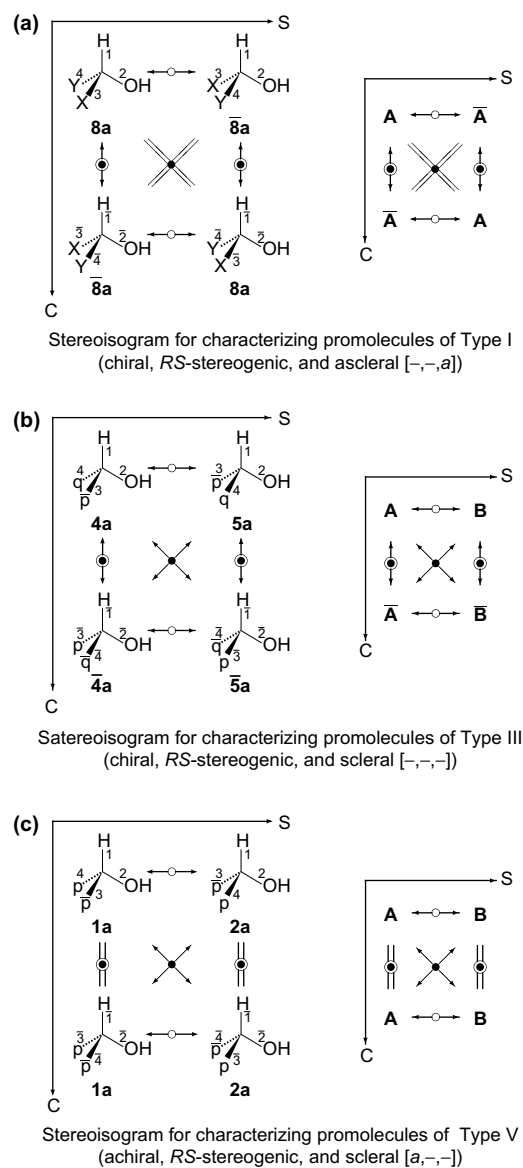 (a)
S
H H
1 1
4 2 3 2
Y OH X OH
X 3 Y 4
8a 8̅a
H H
1̅ 1̅
3̅ 2̅ 4̅ 2̅
X OH Y OH
Y 4̅ X 3̅
8̅a 8a
C
S
A A̅
A̅ A
C
Stereoisogram for characterizing promolecules of Type I
(chiral, RS-stereogenic, and ascleral [–,–,a])
(b)
S
H H
1 1
4 2 3 2
q OH p̅ OH
p̅ 3 q 4
4a 5a
H H
1̅ 1̅
3̅ 2̅ 4̅ 2̅
p OH q̅ OH
q̅ 4̅ p 3̅
4̅a 5̅a
C
S
A B
A̅ B̅
C
Satereoisogram for characterizing promolecules of Type III
(chiral, RS-stereogenic, and scleral [–,–,–])
(c)
S
H H
1 1
4 2 3 2
p OH p̅ OH
p̅ 3 p 4
1a 2a
H H
1̅ 1̅
3̅ 2̅ 4̅ 2̅
p OH p̅ OH
p̅ 4̅ p 3̅
1a 2a
C
S
A B
A B
C
Stereoisogram for characterizing promolecules of Type V
(achiral, RS-stereogenic, and scleral [a,–,–])